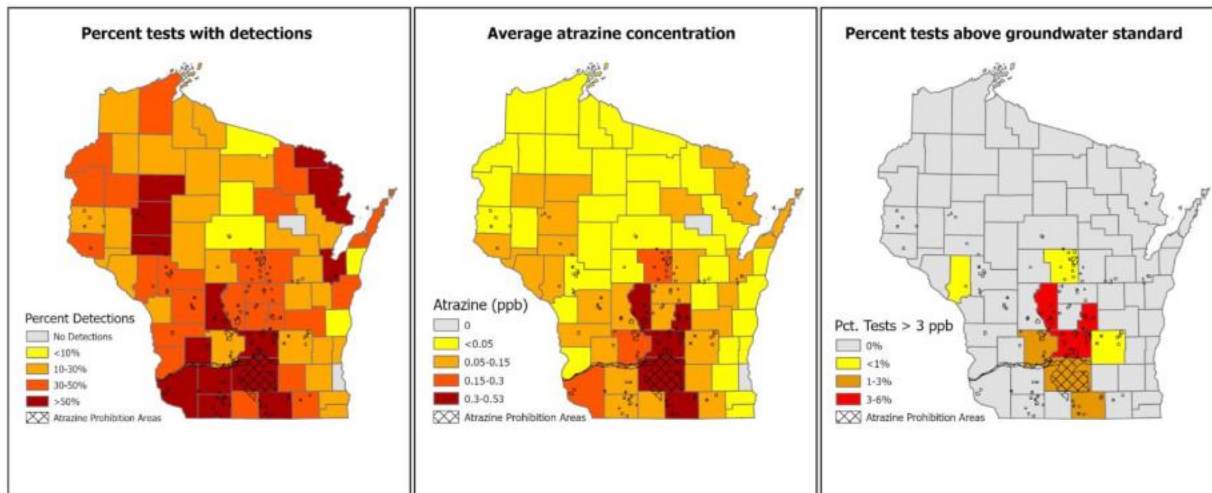 Percent tests with detections
Percent Detections
No Detections
<10%
10-30%
30-50%
>50%
Atrazine Prohibition Areas
Average atrazine concentration
Atrazine (ppb)
0
<0.05
0.05-0.15
0.15-0.3
0.3-0.53
Atrazine Prohibition Areas
Percent tests above groundwater standard
Pct. Tests > 3 ppb
0%
<1%
1-3%
3-6%
Atrazine Prohibition Areas